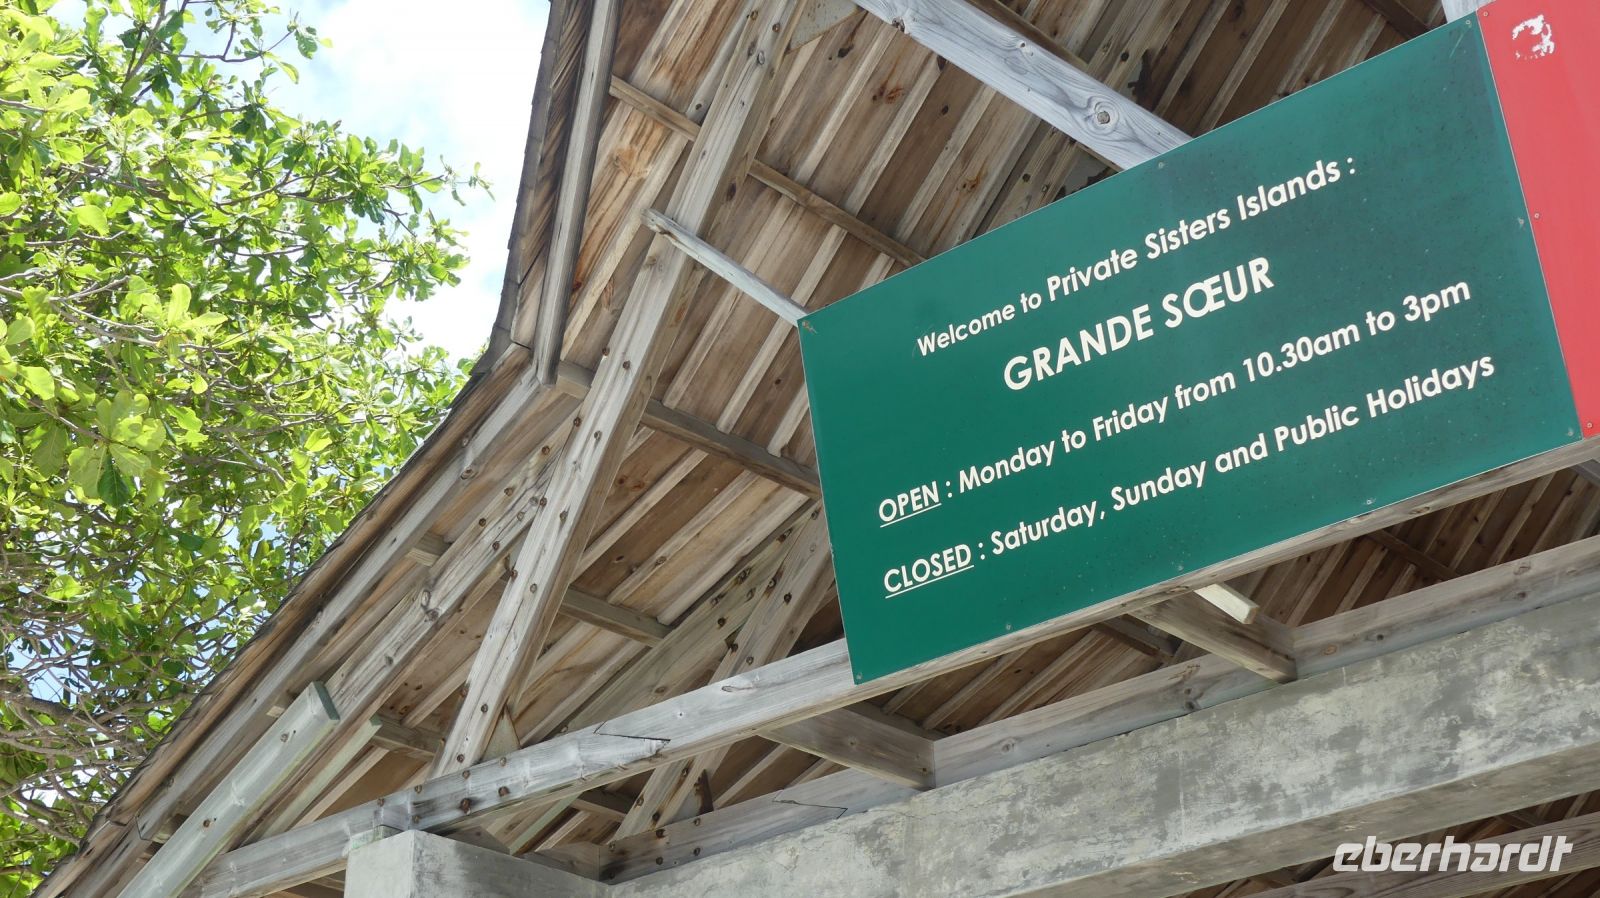 Welcome to Private Sisters Islands :
GRANDE SŒUR
OPEN : Monday to Friday from 10.30am to 3pm
CLOSED : Saturday, Sunday and Public Holidays
eberhardt